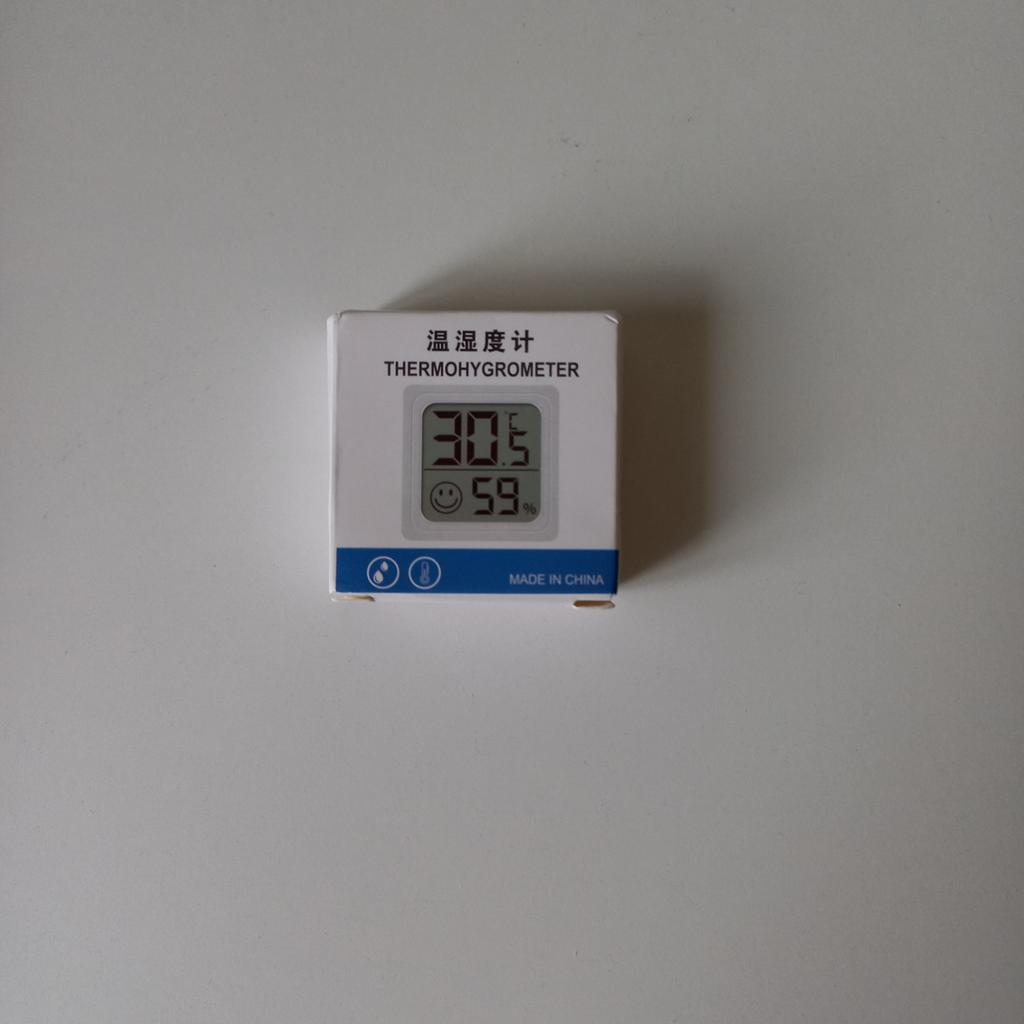 温湿度计
THERMOHYGROMETER
30.5℃
59%
MADE IN CHINA